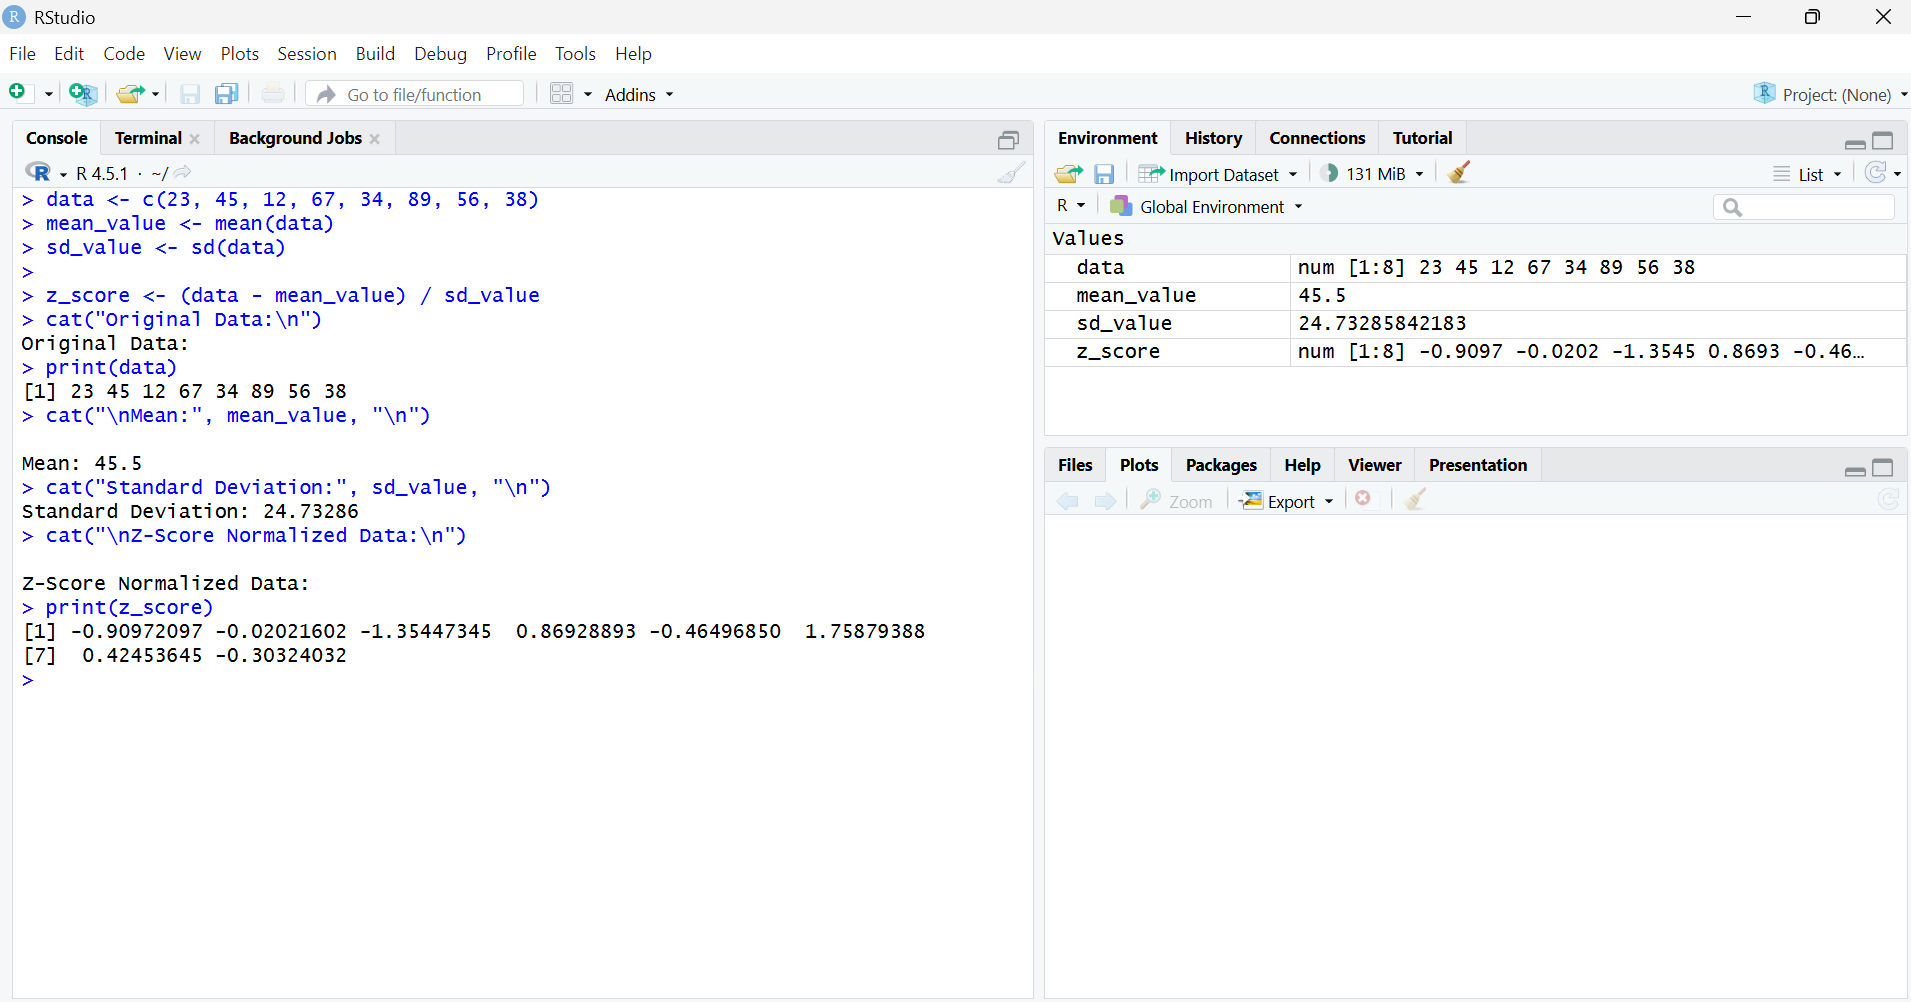 RStudio
File Edit Code View Plots Session Build Debug Profile Tools Help
Go to file/function Addins Project: (None)
Console Terminal Background Jobs
R 4.5.1 · ~/
> data <- c(23, 45, 12, 67, 34, 89, 56, 38)
> mean_value <- mean(data)
> sd_value <- sd(data)
>
> z_score <- (data - mean_value) / sd_value
> cat("Original Data:\n")
Original Data:
> print(data)
[1] 23 45 12 67 34 89 56 38
> cat("\nMean:", mean_value, "\n")
Mean: 45.5
> cat("Standard Deviation:", sd_value, "\n")
Standard Deviation: 24.73286
> cat("\nZ-Score Normalized Data:\n")
Z-Score Normalized Data:
> print(z_score)
[1] -0.90972097 -0.02021602 -1.35447345  0.86928893 -0.46496850  1.75879388
[7]  0.42453645 -0.30324032
>
Environment History Connections Tutorial
Import Dataset 131 MiB List
R Global Environment
Values
data num [1:8] 23 45 12 67 34 89 56 38
mean_value 45.5
sd_value 24.73285842183
z_score num [1:8] -0.9097 -0.0202 -1.3545 0.8693 -0.46…
Files Plots Packages Help Viewer Presentation
Zoom Export